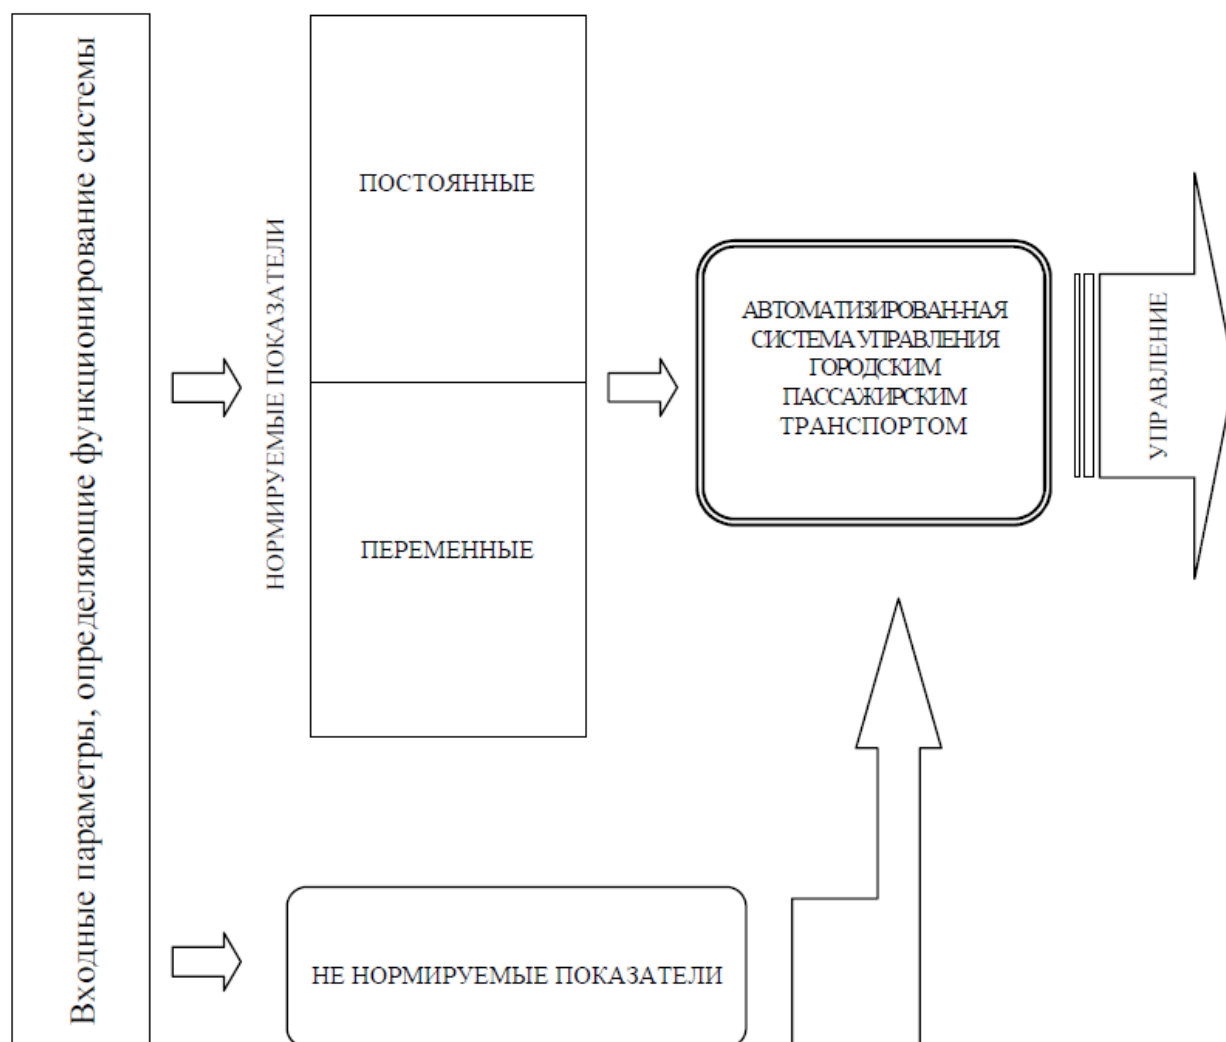 Входные параметры, определяющие функционирование системы
НОРМИРУЕМЫЕ ПОКАЗАТЕЛИ
ПОСТОЯННЫЕ
ПЕРЕМЕННЫЕ
АВТОМАТИЗИРОВАН-НАЯ
СИСТЕМА УПРАВЛЕНИЯ
ГОРОДСКИМ
ПАССАЖИРСКИМ
ТРАНСПОРТОМ
УПРАВЛЕНИЕ
НЕ НОРМИРУЕМЫЕ ПОКАЗАТЕЛИ